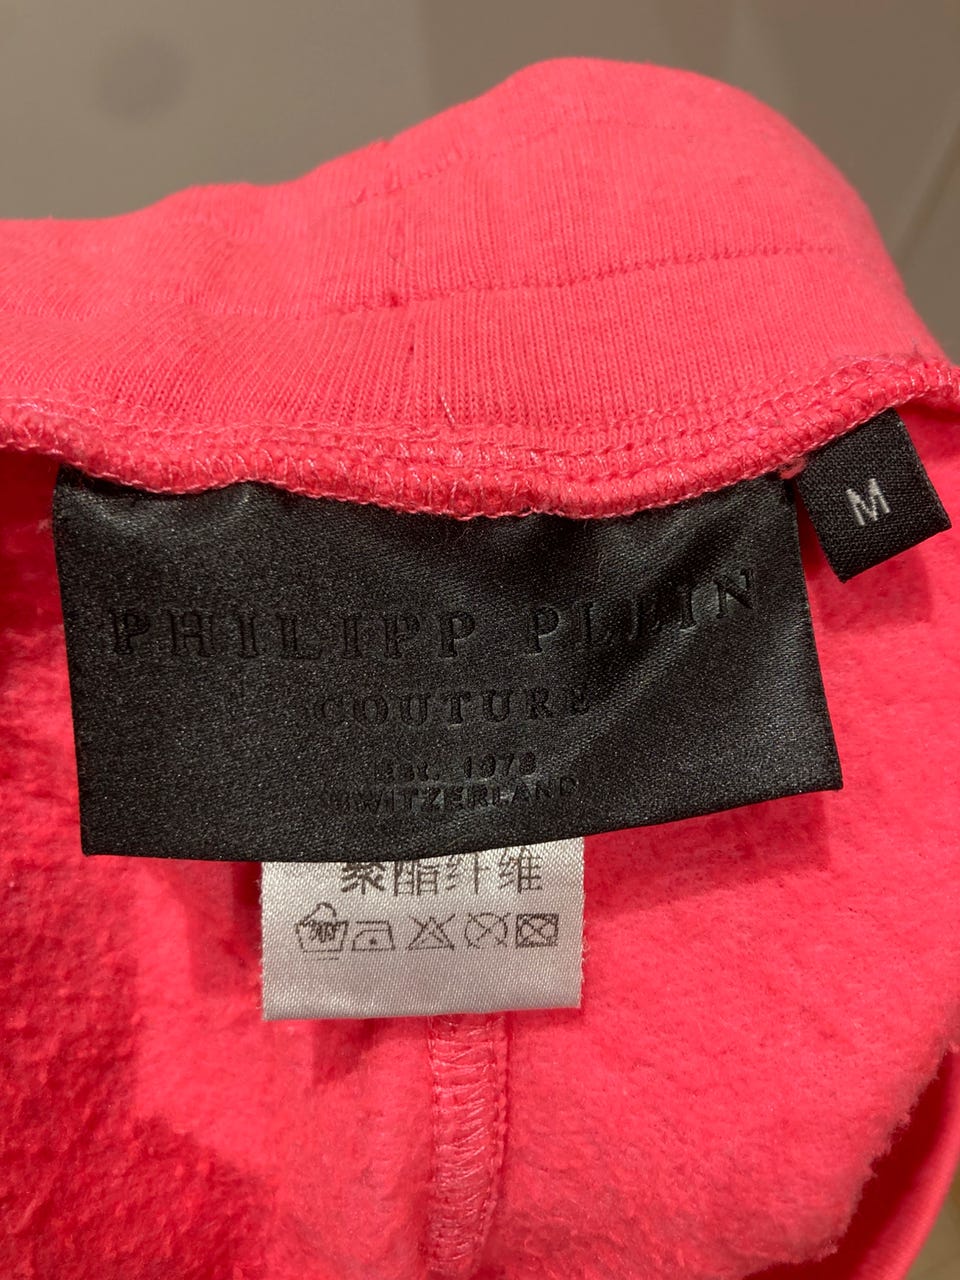 M
PHILIPP PLEIN
COUTURE
EST. 1978
SWITZERLAND
聚酯纤维